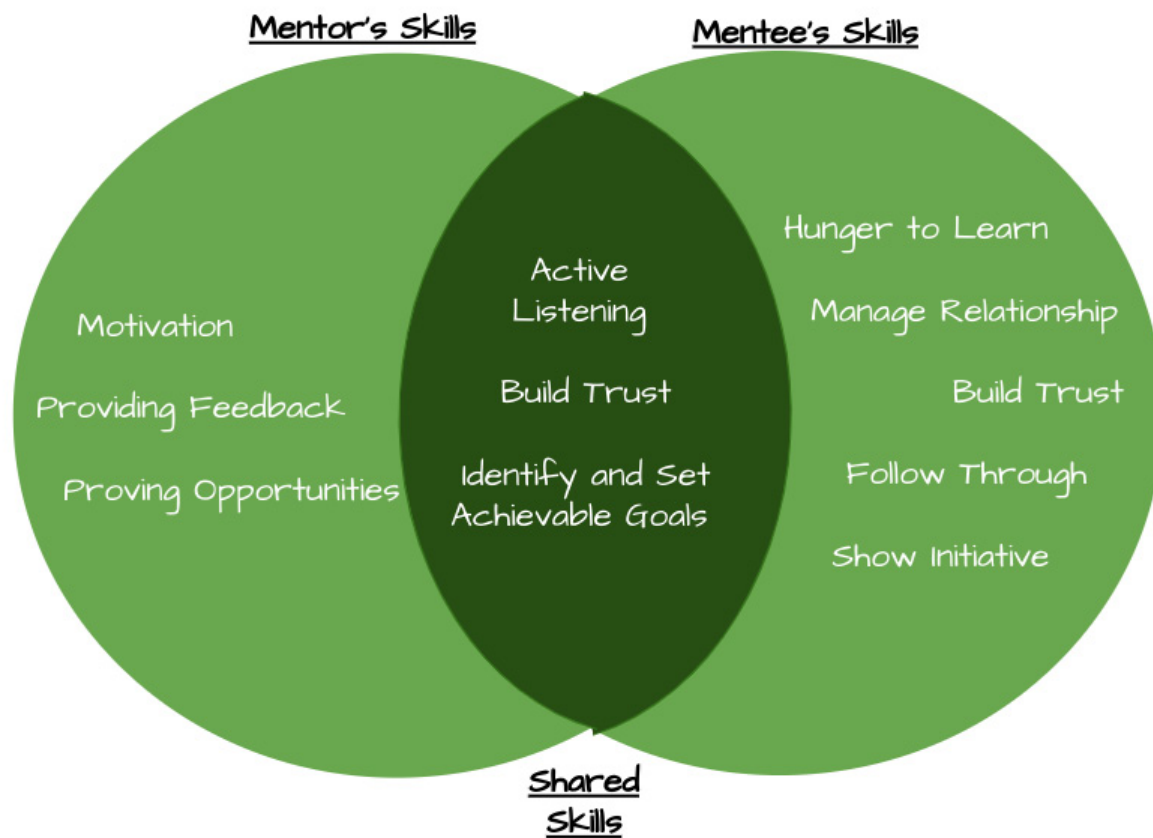 Mentor's Skills
Mentee's Skills
Motivation
Providing Feedback
Proving Opportunities
Active
Listening
Build Trust
Identify and Set
Achievable Goals
Hunger to Learn
Manage Relationship
Build Trust
Follow Through
Show Initiative
Shared
Skills